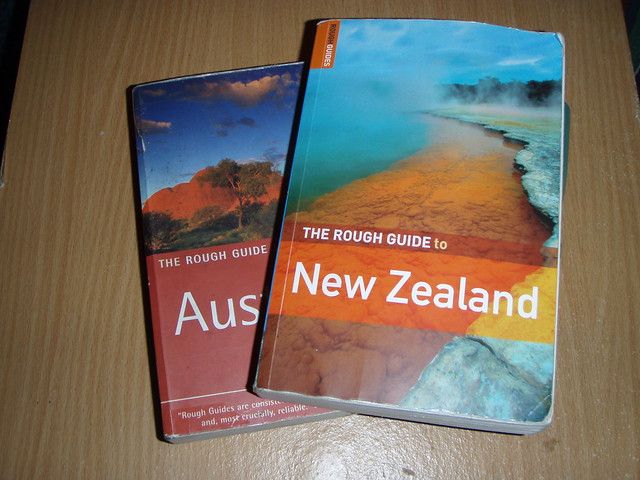 ROUGH GUIDES
THE ROUGH GUIDE to
New Zealand
THE ROUGH GUIDE
Aus
"Rough Guides are consist
and, most crucially, reliable.